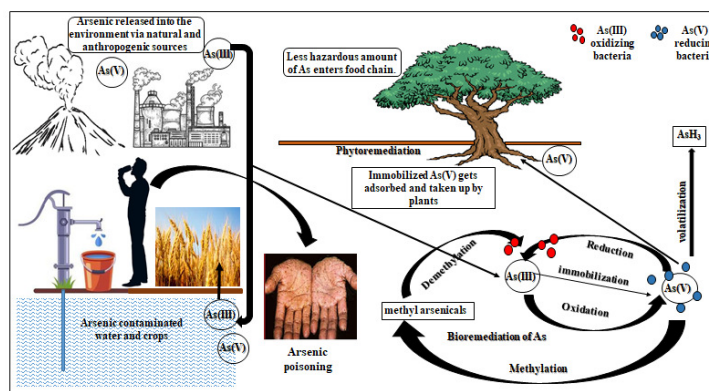 Arsenic released into the
environment via natural and
anthropogenic sources
As(III)
As(V)
Less hazardous amount
of As enters food chain.
As(III)
oxidizing
bacteria
As(V)
reducin
bacteri
AsH3
Phytoremediation
As(V)
Immobilized As(V) gets
adsorbed and taken up by
plants
volatilization
Demethylation
Reduction
As(III)
immobilization
As(V)
Oxidation
methyl arsenicals
Bioremediation of As
Methylation
As(III)
Arsenic contaminated
water and crops
As(V)
Arsenic
poisoning